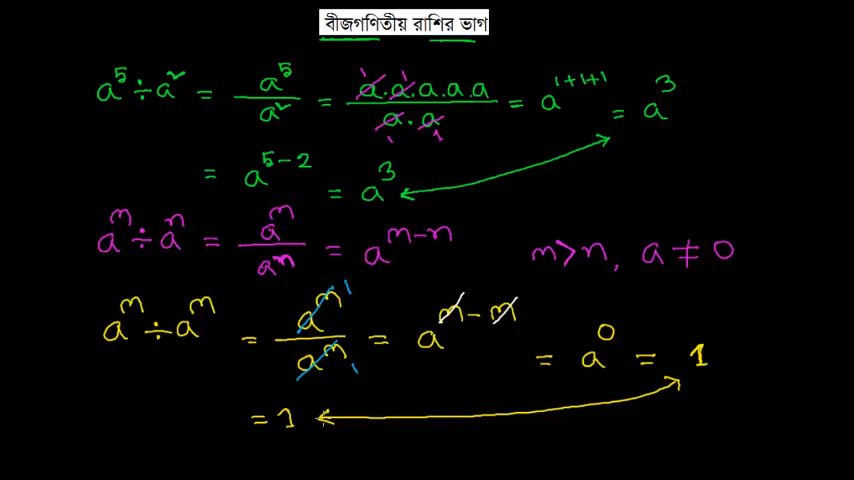 বীজগণিতীয় রাশির ভাগ
a⁵ ÷ a² = a⁵/a² = a.a.a.a.a/a.a = a¹⁺¹⁺¹ = a³
= a⁵⁻² = a³
aᵐ ÷ aⁿ = aᵐ/aⁿ = aᵐ⁻ⁿ m>n, a ≠ 0
aᵐ ÷ aᵐ = aᵐ/aᵐ = aᵐ⁻ᵐ = a⁰ = 1
= 1